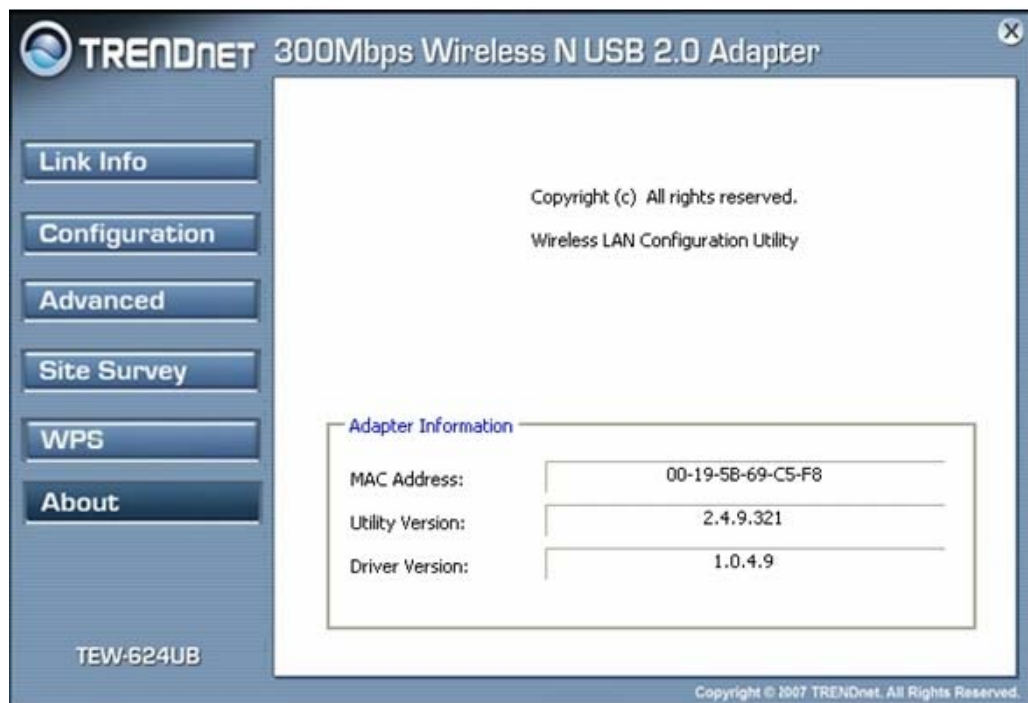 TRENDNET 300Mbps Wireless N USB 2.0 Adapter
Link Info
Configuration
Advanced
Site Survey
WPS
About
TEW-624UB
Copyright (c) All rights reserved.
Wireless LAN Configuration Utility
Adapter Information
MAC Address: 00-19-5B-69-C5-F8
Utility Version: 2.4.9.321
Driver Version: 1.0.4.9
Copyright © 2007 TRENDnet. All Rights Reserved.